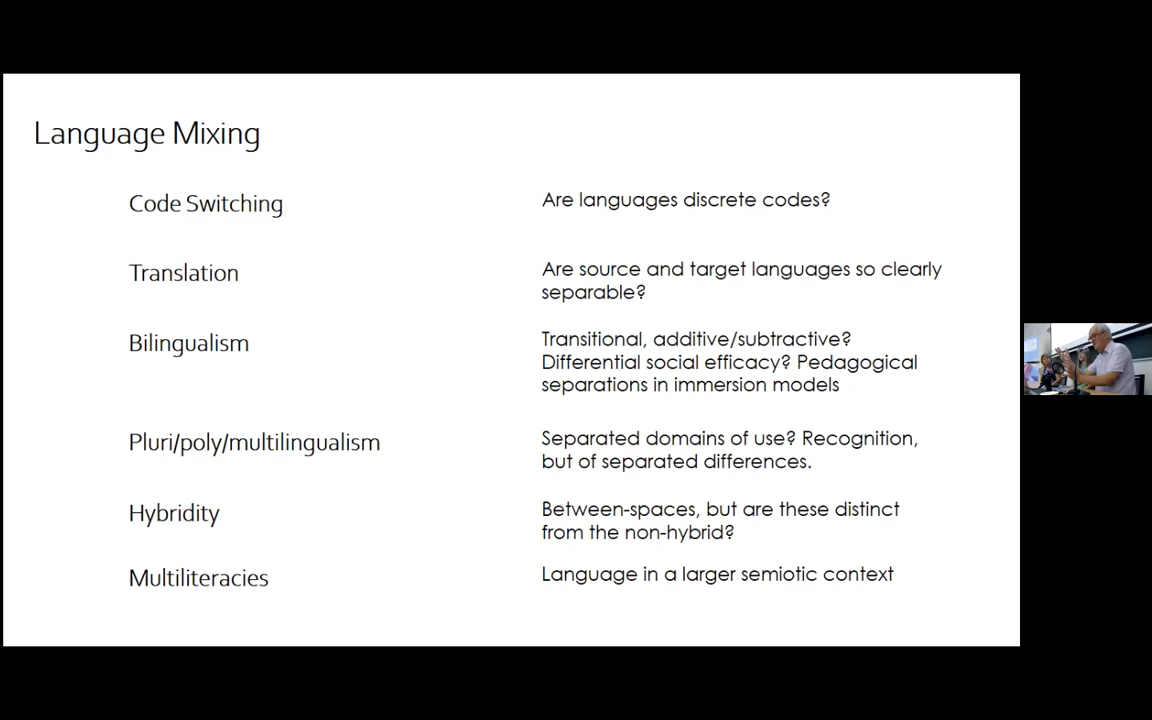 Language Mixing
Code Switching
Are languages discrete codes?
Translation
Are source and target languages so clearly
separable?
Bilingualism
Transitional, additive/subtractive?
Differential social efficacy? Pedagogical
separations in immersion models
Pluri/poly/multilingualism
Separated domains of use? Recognition,
but of separated differences.
Hybridity
Between-spaces, but are these distinct
from the non-hybrid?
Multiliteracies
Language in a larger semiotic context